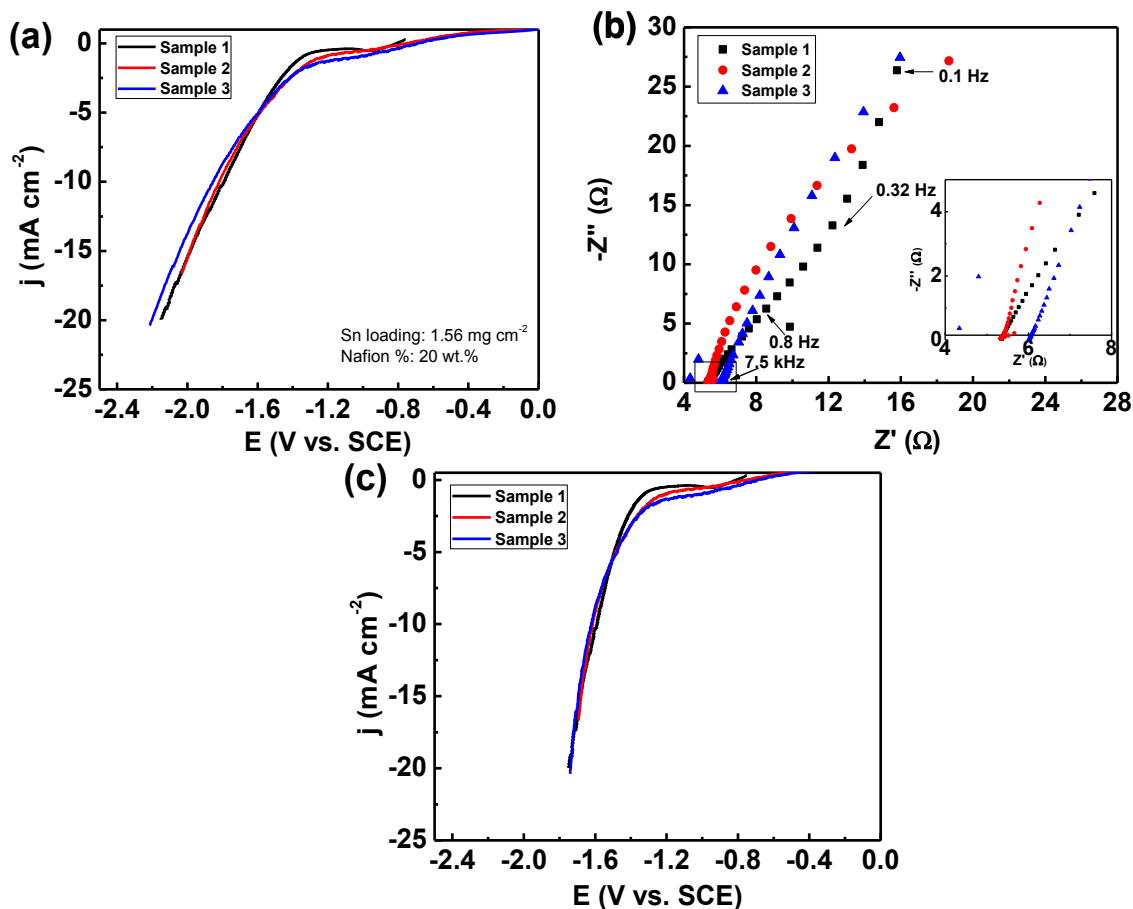 (a)
Sample 1
Sample 2
Sample 3
0
-5
-10
-15
-20
-25
j (mA cm-2)
Sn loading: 1.56 mg cm-2
Nafion %: 20 wt.%
-2.4 -2.0 -1.6 -1.2 -0.8 -0.4 0.0
E (V vs. SCE)
(b)
Sample 1
Sample 2
Sample 3
-30
25
20
15
10
5
0
-Z'' (Ω)
0.1 Hz
0.32 Hz
0.8 Hz
7.5 kHz
4
2
0
-Z'' (Ω)
4 6 8
Z' (Ω)
4 8 12 16 20 24 28
Z' (Ω)
(c)
Sample 1
Sample 2
Sample 3
0
-5
-10
-15
-20
-25
j (mA cm-2)
-2.4 -2.0 -1.6 -1.2 -0.8 -0.4 0.0
E (V vs. SCE)